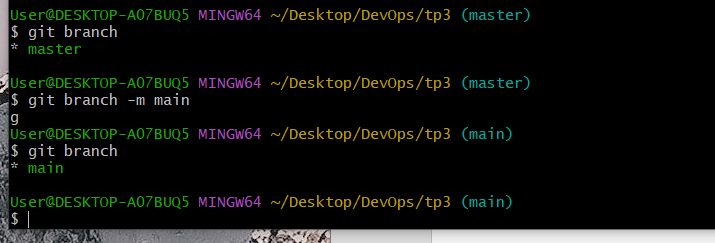 User@DESKTOP-A07BUQ5 MINGW64 ~/Desktop/DevOps/tp3 (master)
$ git branch
* master
User@DESKTOP-A07BUQ5 MINGW64 ~/Desktop/DevOps/tp3 (master)
$ git branch -m main
g
User@DESKTOP-A07BUQ5 MINGW64 ~/Desktop/DevOps/tp3 (main)
$ git branch
* main
User@DESKTOP-A07BUQ5 MINGW64 ~/Desktop/DevOps/tp3 (main)
$